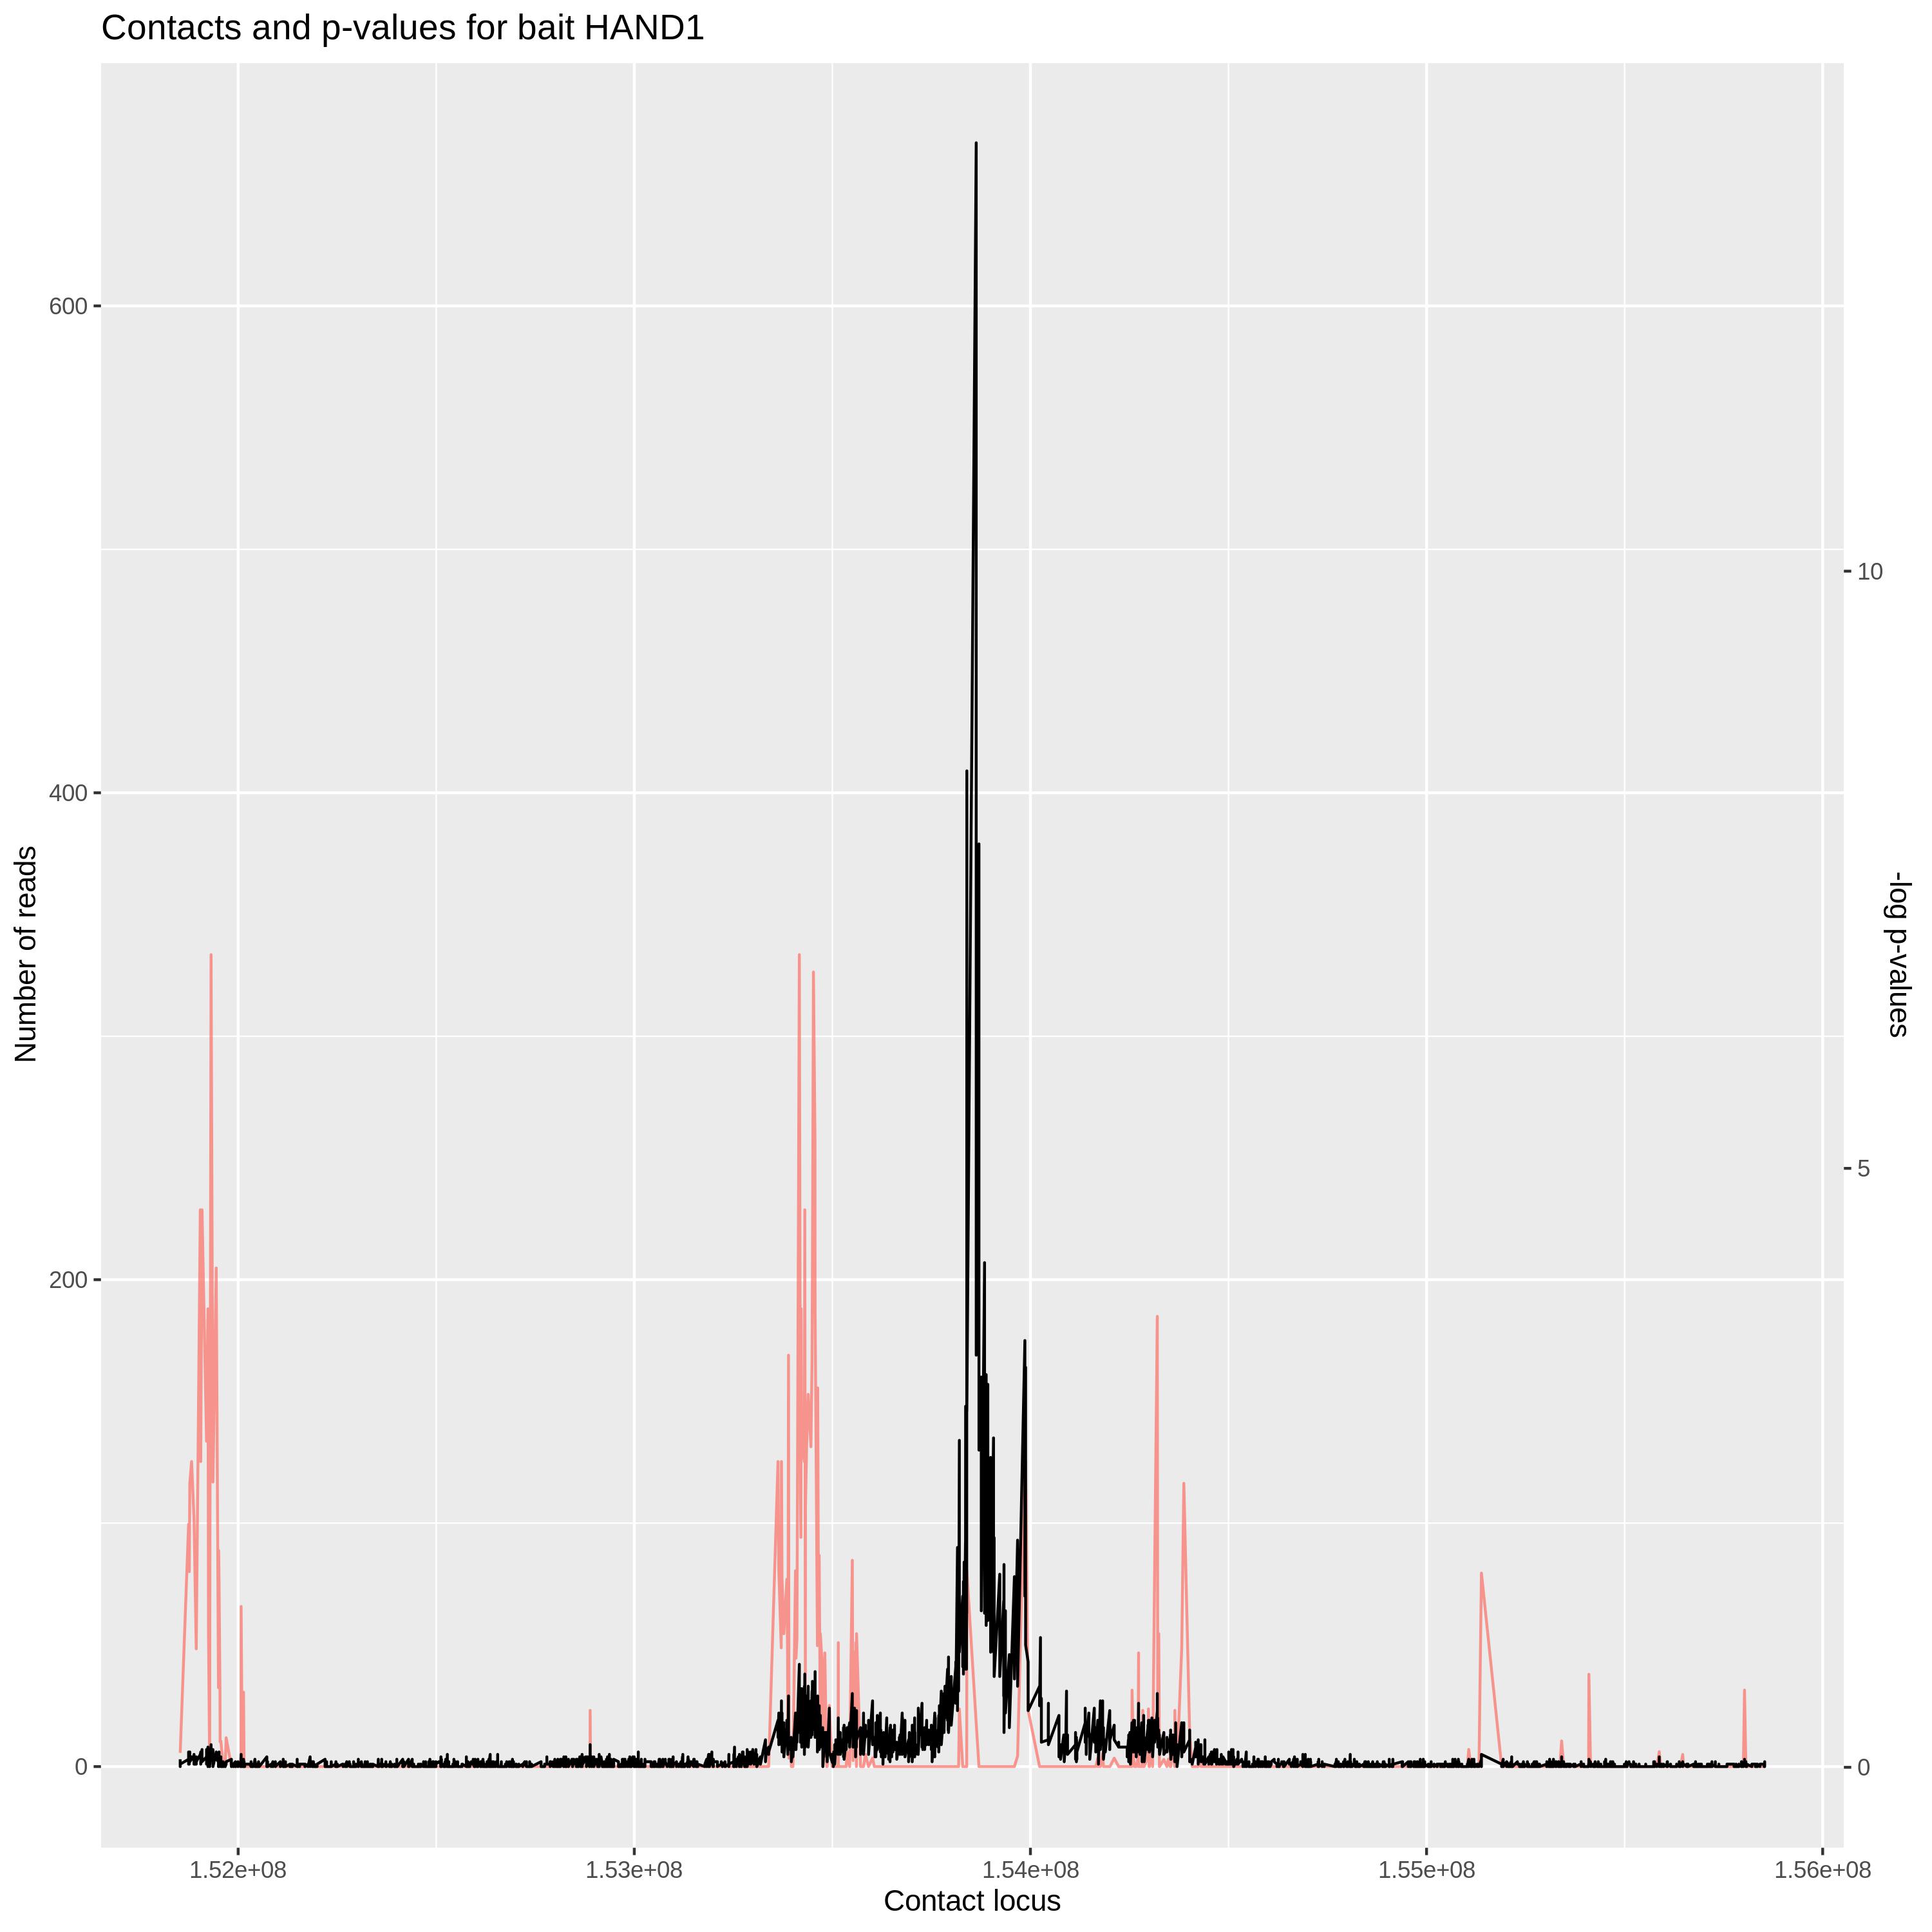 Contacts and p-values for bait HAND1
600
400
200
0
Number of reads
10
5
0
-log p-values
1.52e+08
1.53e+08
1.54e+08
1.55e+08
1.56e+08
Contact locus